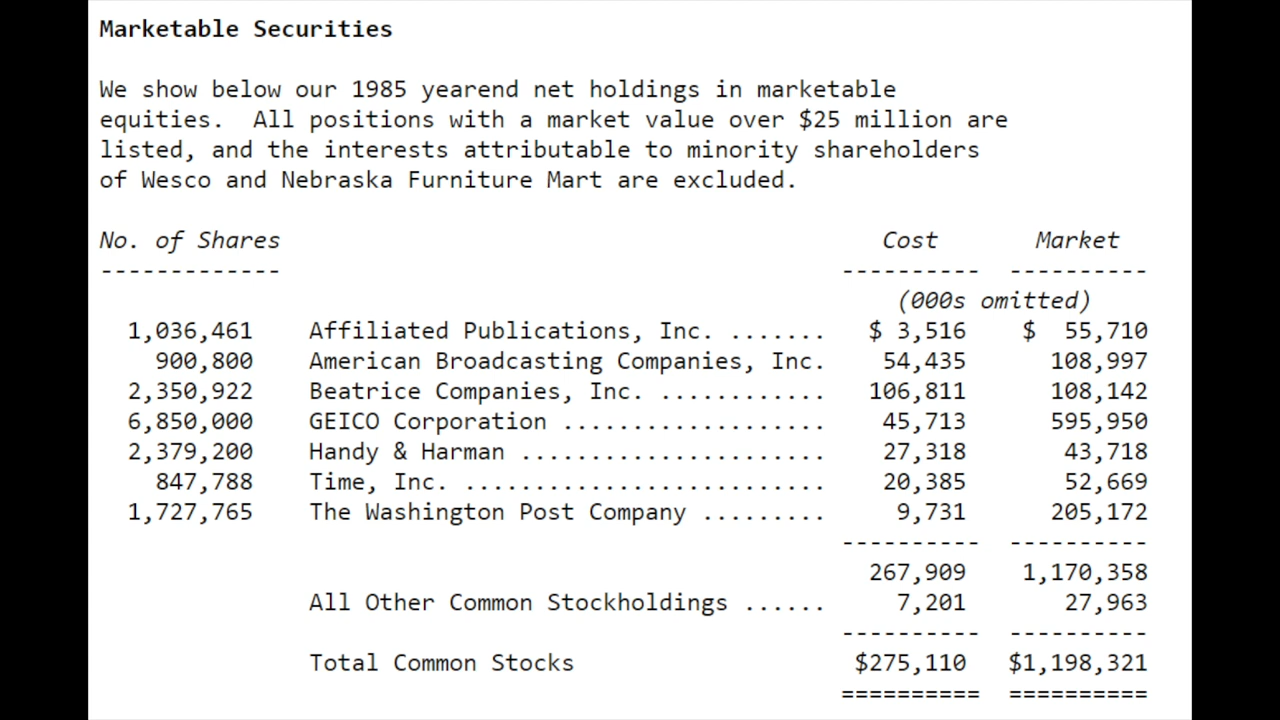 Marketable Securities
We show below our 1985 yearend net holdings in marketable
equities.  All positions with a market value over $25 million are
listed, and the interests attributable to minority shareholders
of Wesco and Nebraska Furniture Mart are excluded.
No. of Shares Cost Market
------------- ---------- ----------
(000s omitted)
1,036,461 Affiliated Publications, Inc. ....... $ 3,516 $ 55,710
900,800 American Broadcasting Companies, Inc. 54,435 108,997
2,350,922 Beatrice Companies, Inc. ............ 106,811 108,142
6,850,000 GEICO Corporation ................... 45,713 595,950
2,379,200 Handy & Harman ...................... 27,318 43,718
847,788 Time, Inc. .......................... 20,385 52,669
1,727,765 The Washington Post Company ......... 9,731 205,172
---------- ----------
267,909 1,170,358
All Other Common Stockholdings ...... 7,201 27,963
---------- ----------
Total Common Stocks $275,110 $1,198,321
========== ==========